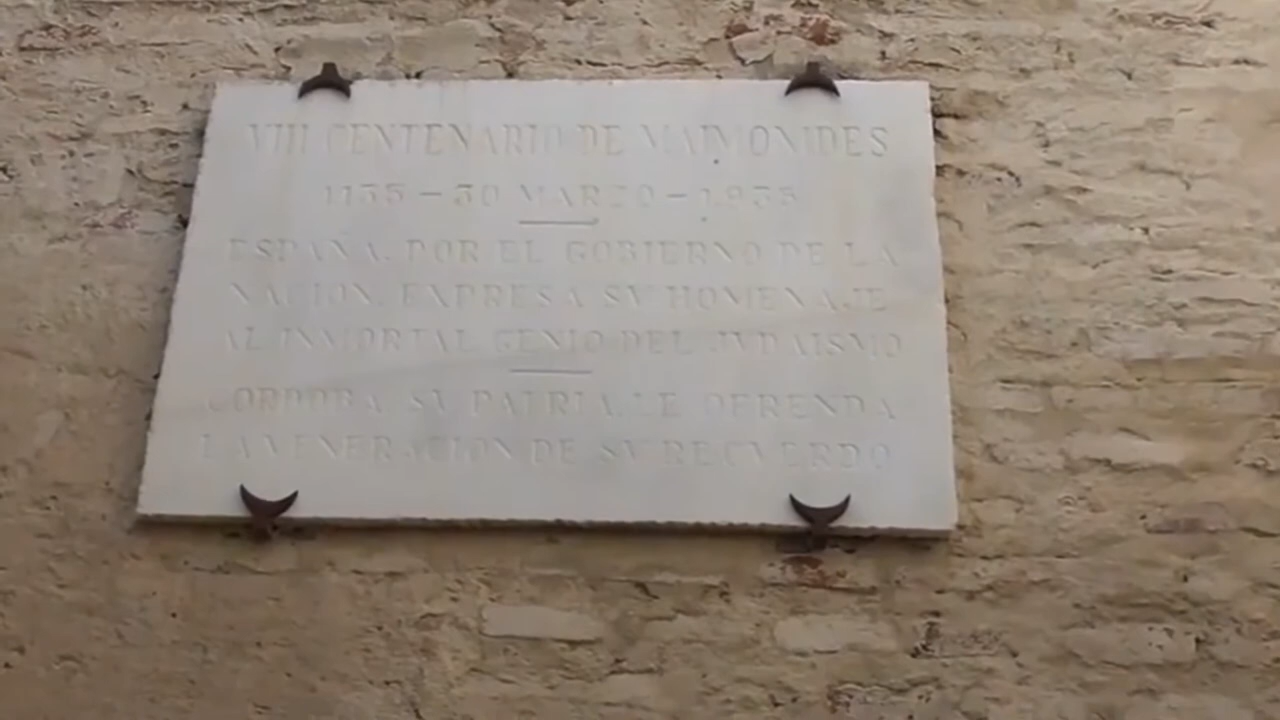 VIII CENTENARIO DE MAIMONIDES
1135 - 30 MARZO - 1935
ESPAÑA, POR EL GOBIERNO DE LA
NACION, EXPRESA SV HOMENAJE
AL INMORTAL GENIO DEL JVDAISMO
CORDOBA, SV PATRIA, LE OFRENDA
LA VENERACION DE SV RECVERDO